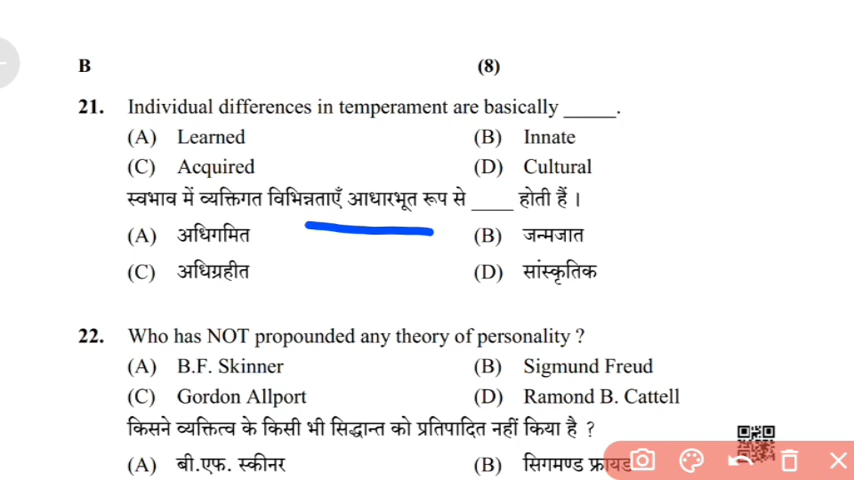 B (8)
21. Individual differences in temperament are basically _____.
(A) Learned (B) Innate
(C) Acquired (D) Cultural
स्वभाव में व्यक्तिगत विभिन्नताएँ आधारभूत रूप से ____ होती हैं ।
(A) अधिगमित (B) जन्मजात
(C) अधिग्रहीत (D) सांस्कृतिक
22. Who has NOT propounded any theory of personality ?
(A) B.F. Skinner (B) Sigmund Freud
(C) Gordon Allport (D) Ramond B. Cattell
किसने व्यक्तित्व के किसी भी सिद्धान्त को प्रतिपादित नहीं किया है ?
(A) बी.एफ. स्कीनर (B) सिगमण्ड फ्रायड